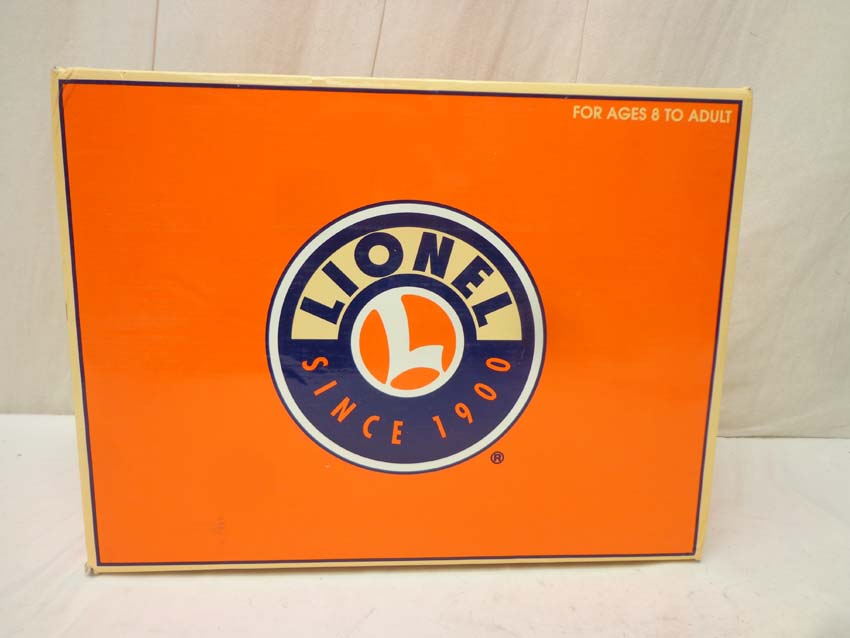 FOR AGES 8 TO ADULT
LIONEL
L
SINCE 1900
®